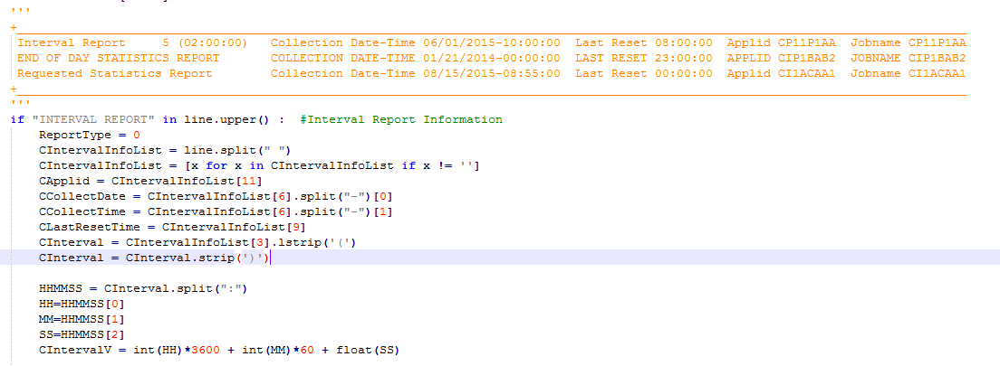 '''
+______________________________________________________________________
Interval Report     5 (02:00:00)   Collection Date-Time 06/01/2015-10:00:00  Last Reset 08:00:00  Applid CP11P1AA  Jobname CP11P1AA
END OF DAY STATISTICS REPORT       COLLECTION DATE-TIME 01/21/2014-00:00:00  LAST RESET 23:00:00  APPLID CIP1BAB2  JOBNAME CIP1BAB2
Requested Statistics Report        Collection Date-Time 08/15/2015-08:55:00  Last Reset 00:00:00  Applid CI1ACAA1  Jobname CI1ACAA1
+______________________________________________________________________
'''
if "INTERVAL REPORT" in line.upper() :  #Interval Report Information
    ReportType = 0
    CIntervalInfoList = line.split(" ")
    CIntervalInfoList = [x for x in CIntervalInfoList if x != '']
    CApplid = CIntervalInfoList[11]
    CCollectDate = CIntervalInfoList[6].split("-")[0]
    CCollectTime = CIntervalInfoList[6].split("-")[1]
    CLastResetTime = CIntervalInfoList[9]
    CInterval = CIntervalInfoList[3].lstrip('(')
    CInterval = CInterval.strip(')')
    HHMMSS = CInterval.split(":")
    HH=HHMMSS[0]
    MM=HHMMSS[1]
    SS=HHMMSS[2]
    CIntervalV = int(HH)*3600 + int(MM)*60 + float(SS)